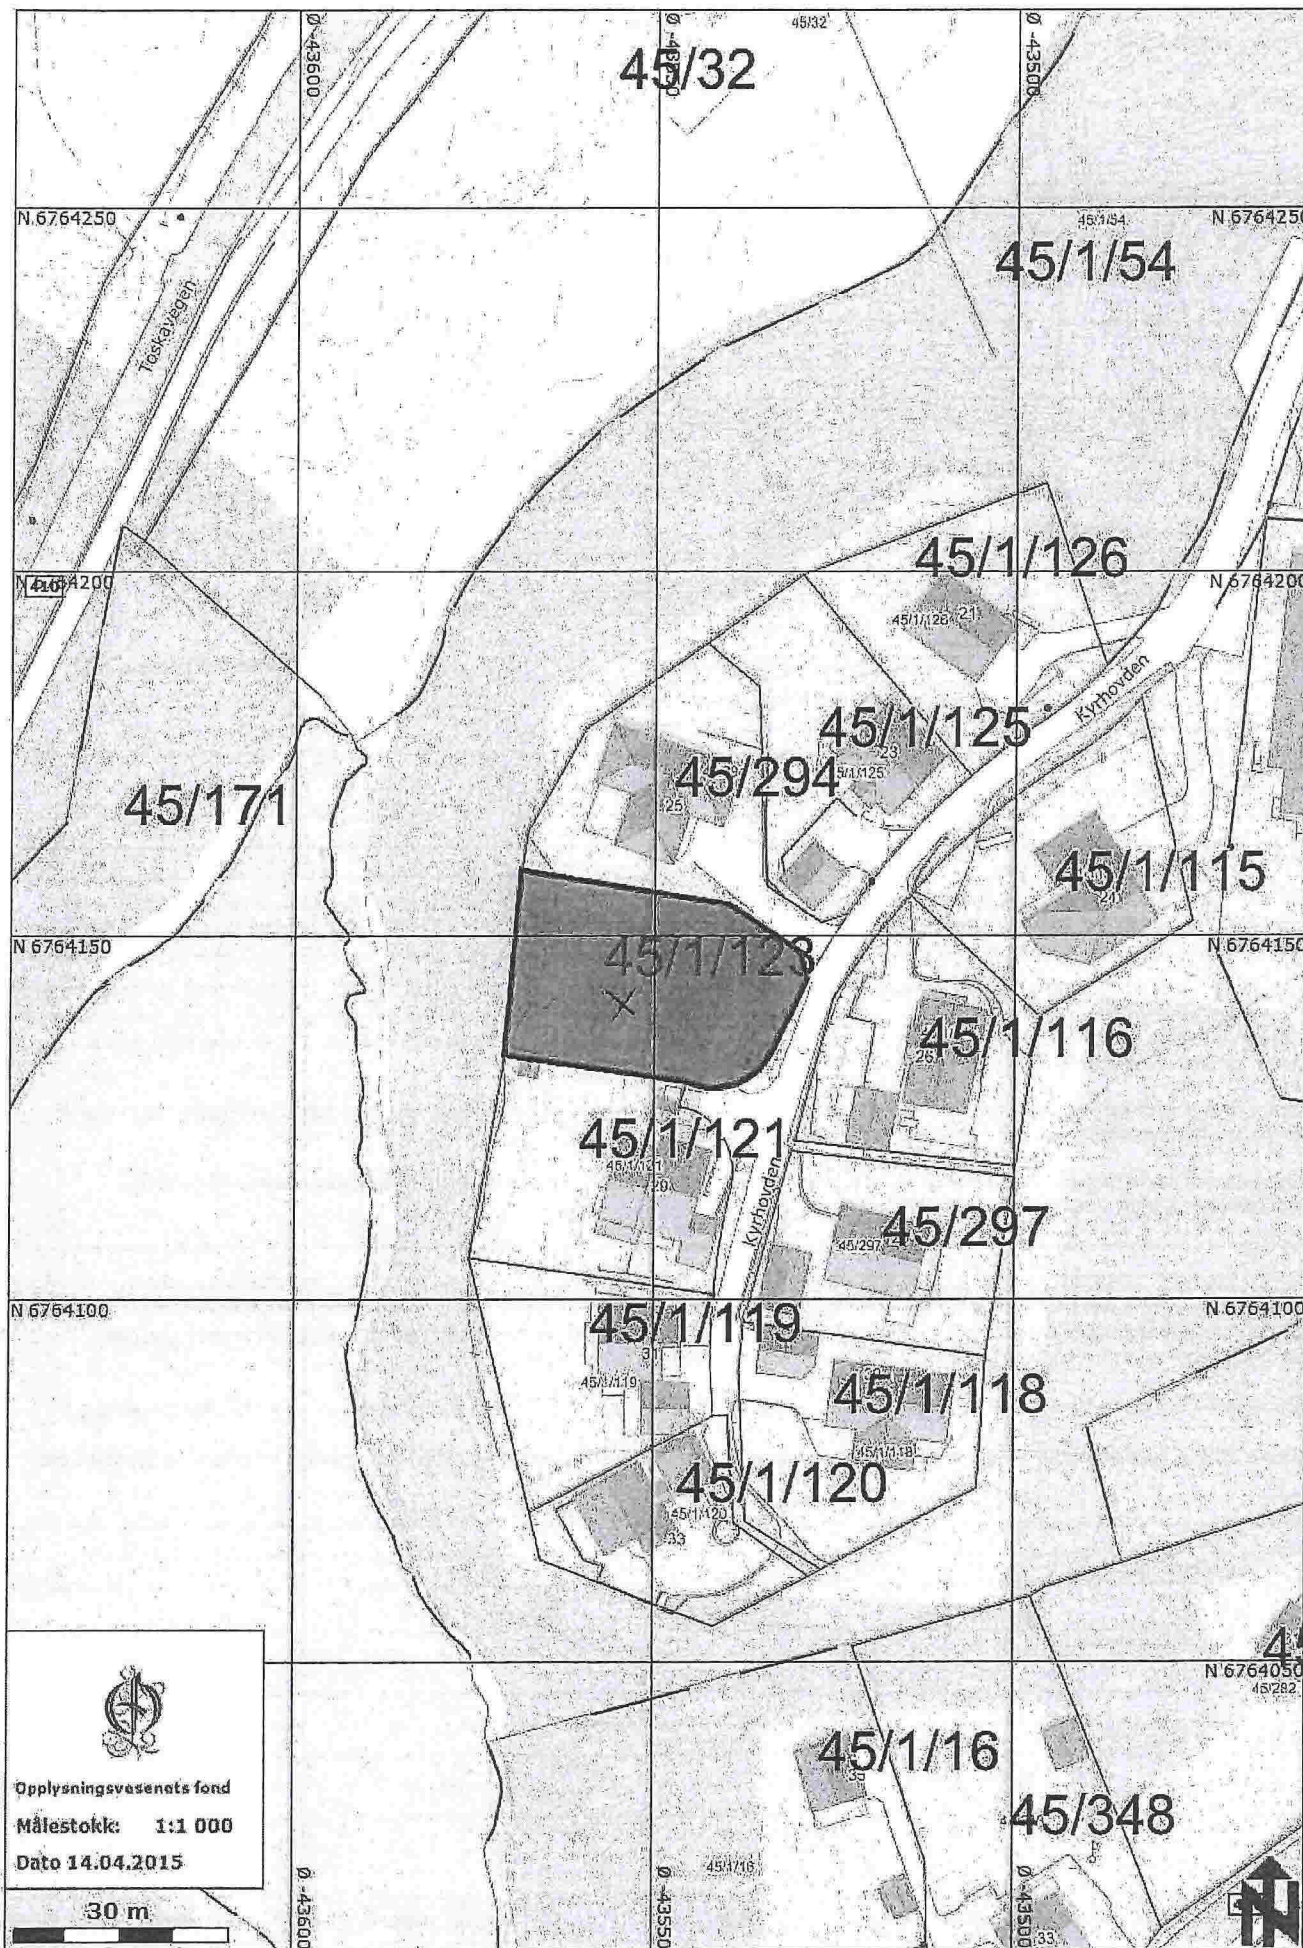 Ø -43600
Ø -43550
Ø -43500
45/32
45/32
N 6764250
45/1/54
N 6764250
45/1/54
Toskavegen
45/1/126
N 6764200
410
N 6764200
45/1/126
21
Kyrhovden
45/1/125
23
45/1/125
45/294
25
45/171
45/1/115
24
N 6764150
45/1/123
N 6764150
X
45/1/116
26
45/1/121
45/1/121
29
Kyrhovden
45/297
45/297
N 6764100
45/1/119
N 6764100
31
45/1/119
45/1/118
45/1/118
45/1/120
45/1/120
33
N 6764050
45/292
45/1/16
45/348
45/1/16
33
Opplysningsvesenets fond
Målestokk: 1:1 000
Dato 14.04.2015
30 m
Ø -43600
Ø -43550
Ø -43500
N